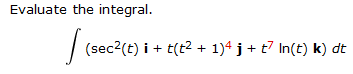 Evaluate the integral.
∫ (sec²(t) i + t(t² + 1)⁴ j + t⁷ ln(t) k) dt